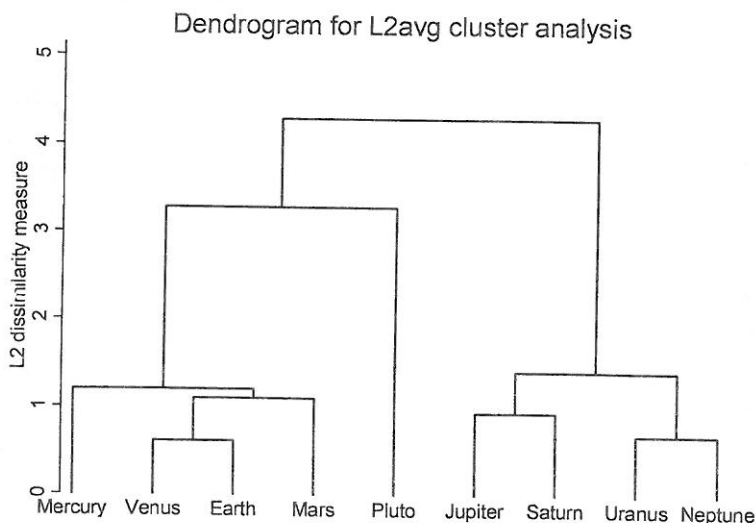 Dendrogram for L2avg cluster analysis
L2 dissimilarity measure
5
4
3
2
1
0
Mercury Venus Earth Mars Pluto Jupiter Saturn Uranus Neptune